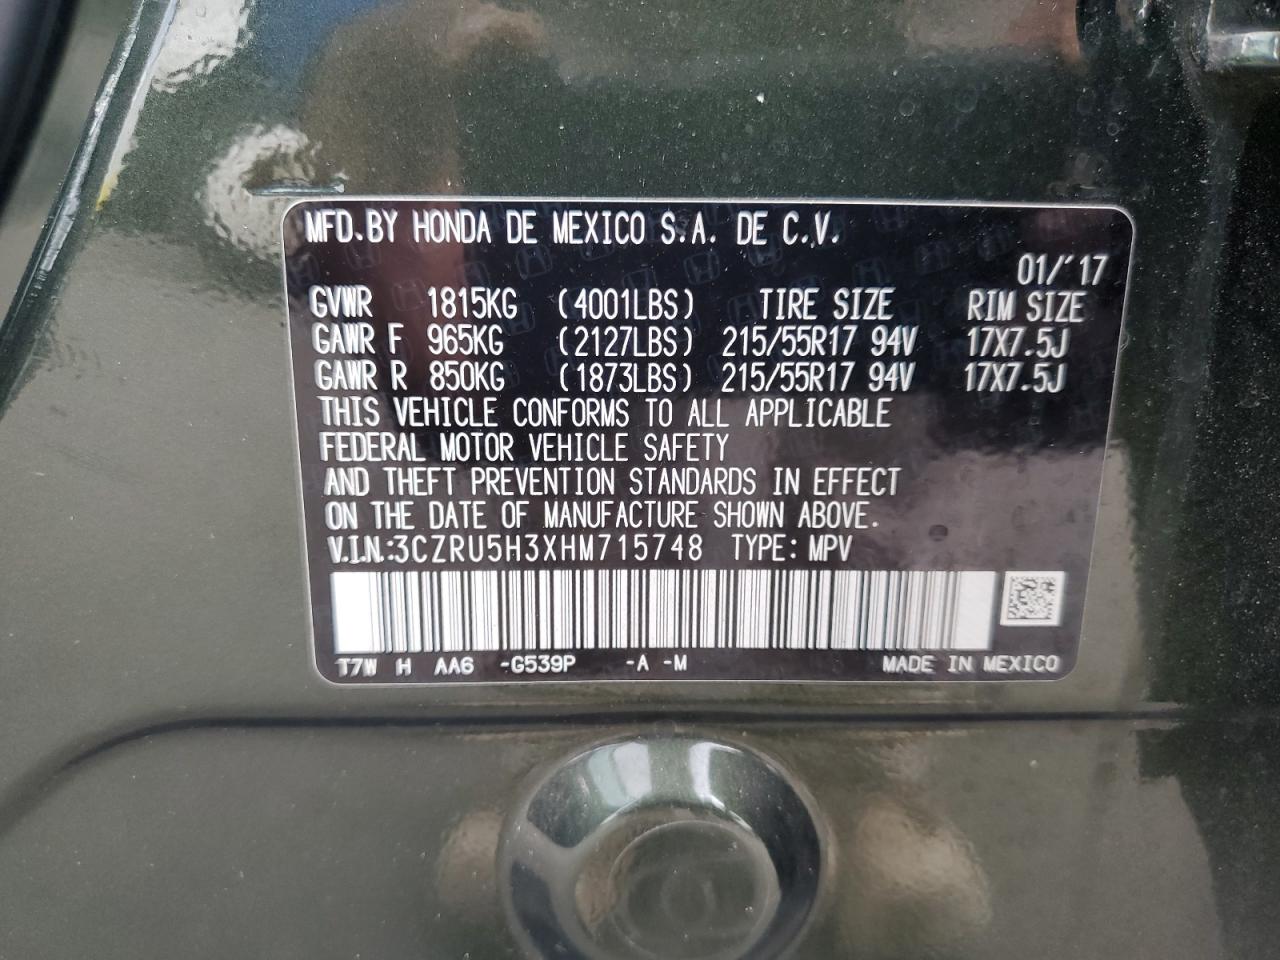 MFD.BY HONDA DE MEXICO S.A. DE C.V.
01/'17
GVWR 1815KG (4001LBS) TIRE SIZE RIM SIZE
GAWR F 965KG (2127LBS) 215/55R17 94V 17X7.5J
GAWR R 850KG (1873LBS) 215/55R17 94V 17X7.5J
THIS VEHICLE CONFORMS TO ALL APPLICABLE
FEDERAL MOTOR VEHICLE SAFETY
AND THEFT PREVENTION STANDARDS IN EFFECT
ON THE DATE OF MANUFACTURE SHOWN ABOVE.
V.I.N.:3CZRU5H3XHM715748 TYPE: MPV
T7W H AA6 -G539P -A -M MADE IN MEXICO